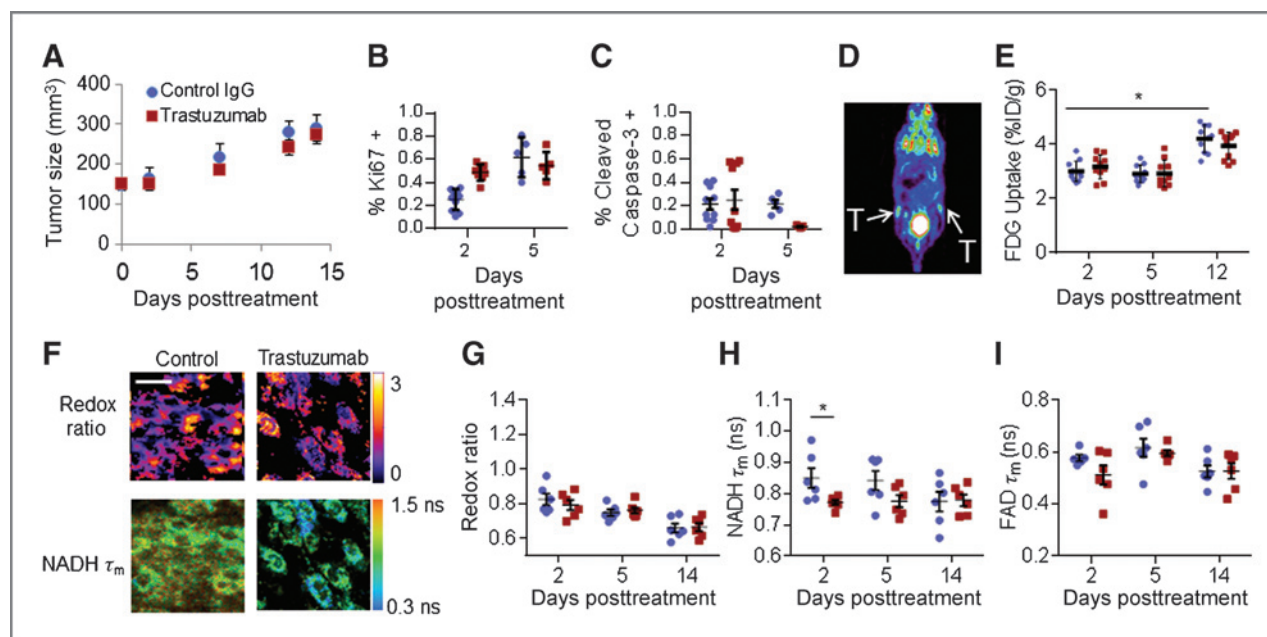 A
Tumor size (mm³)
400
300
200
100
0
0
5
10
15
Days posttreatment
Control IgG
Trastuzumab
B
% Ki67 +
1.0
0.8
0.6
0.4
0.2
0
2
5
Days
posttreatment
C
% Cleaved
Caspase-3 +
1.0
0.8
0.6
0.4
0.2
0
2
5
Days
posttreatment
D
T
T
E
FDG Uptake (%ID/g)
6
4
2
0
*
2
5
12
Days posttreatment
F
Control
Trastuzumab
Redox
ratio
3
0
NADH τm
1.5 ns
0.3 ns
G
Redox ratio
1.4
1.2
1.0
0.8
0.6
2
5
14
Days posttreatment
H
NADH τm (ns)
1.1
1.0
0.9
0.8
0.7
0.6
*
2
5
14
Days posttreatment
I
FAD τm (ns)
1.0
0.8
0.6
0.4
0.2
2
5
14
Days posttreatment